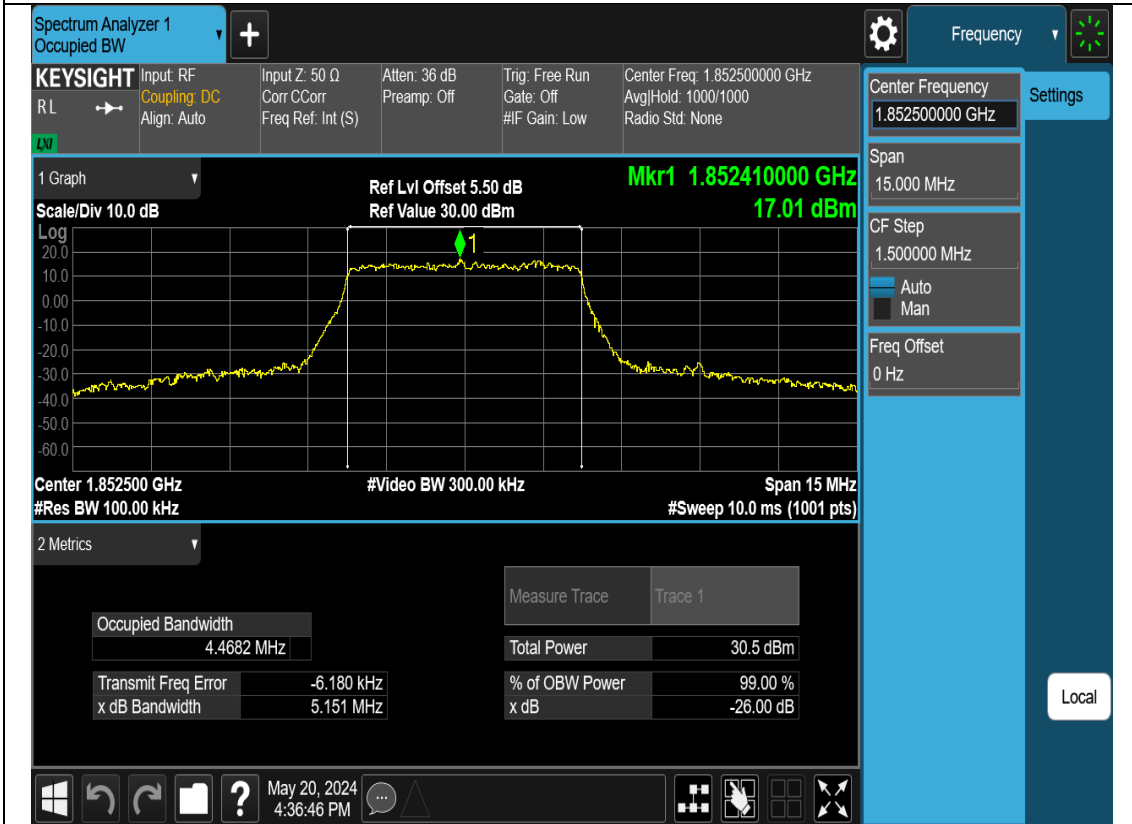 Spectrum Analyzer 1
Occupied BW
Frequency
KEYSIGHT
RL
LXI
Input: RF
Coupling: DC
Align: Auto
Input Z: 50 Ω
Corr CCorr
Freq Ref: Int (S)
Atten: 36 dB
Preamp: Off
Trig: Free Run
Gate: Off
#IF Gain: Low
Center Freq: 1.852500000 GHz
Avg|Hold: 1000/1000
Radio Std: None
Center Frequency
1.852500000 GHz
Settings
Span
15.000 MHz
CF Step
1.500000 MHz
Auto
Man
Freq Offset
0 Hz
Local
1 Graph
Scale/Div 10.0 dB
Ref Lvl Offset 5.50 dB
Ref Value 30.00 dBm
Mkr1 1.852410000 GHz
17.01 dBm
Log
1
20.0
10.0
0.00
-10.0
-20.0
-30.0
-40.0
-50.0
-60.0
Center 1.852500 GHz
#Video BW 300.00 kHz
Span 15 MHz
#Res BW 100.00 kHz
#Sweep 10.0 ms (1001 pts)
2 Metrics
Measure Trace Trace 1
Occupied Bandwidth
4.4682 MHz
Total Power 30.5 dBm
Transmit Freq Error -6.180 kHz
% of OBW Power 99.00 %
x dB Bandwidth 5.151 MHz
x dB -26.00 dB
May 20, 2024
4:36:46 PM